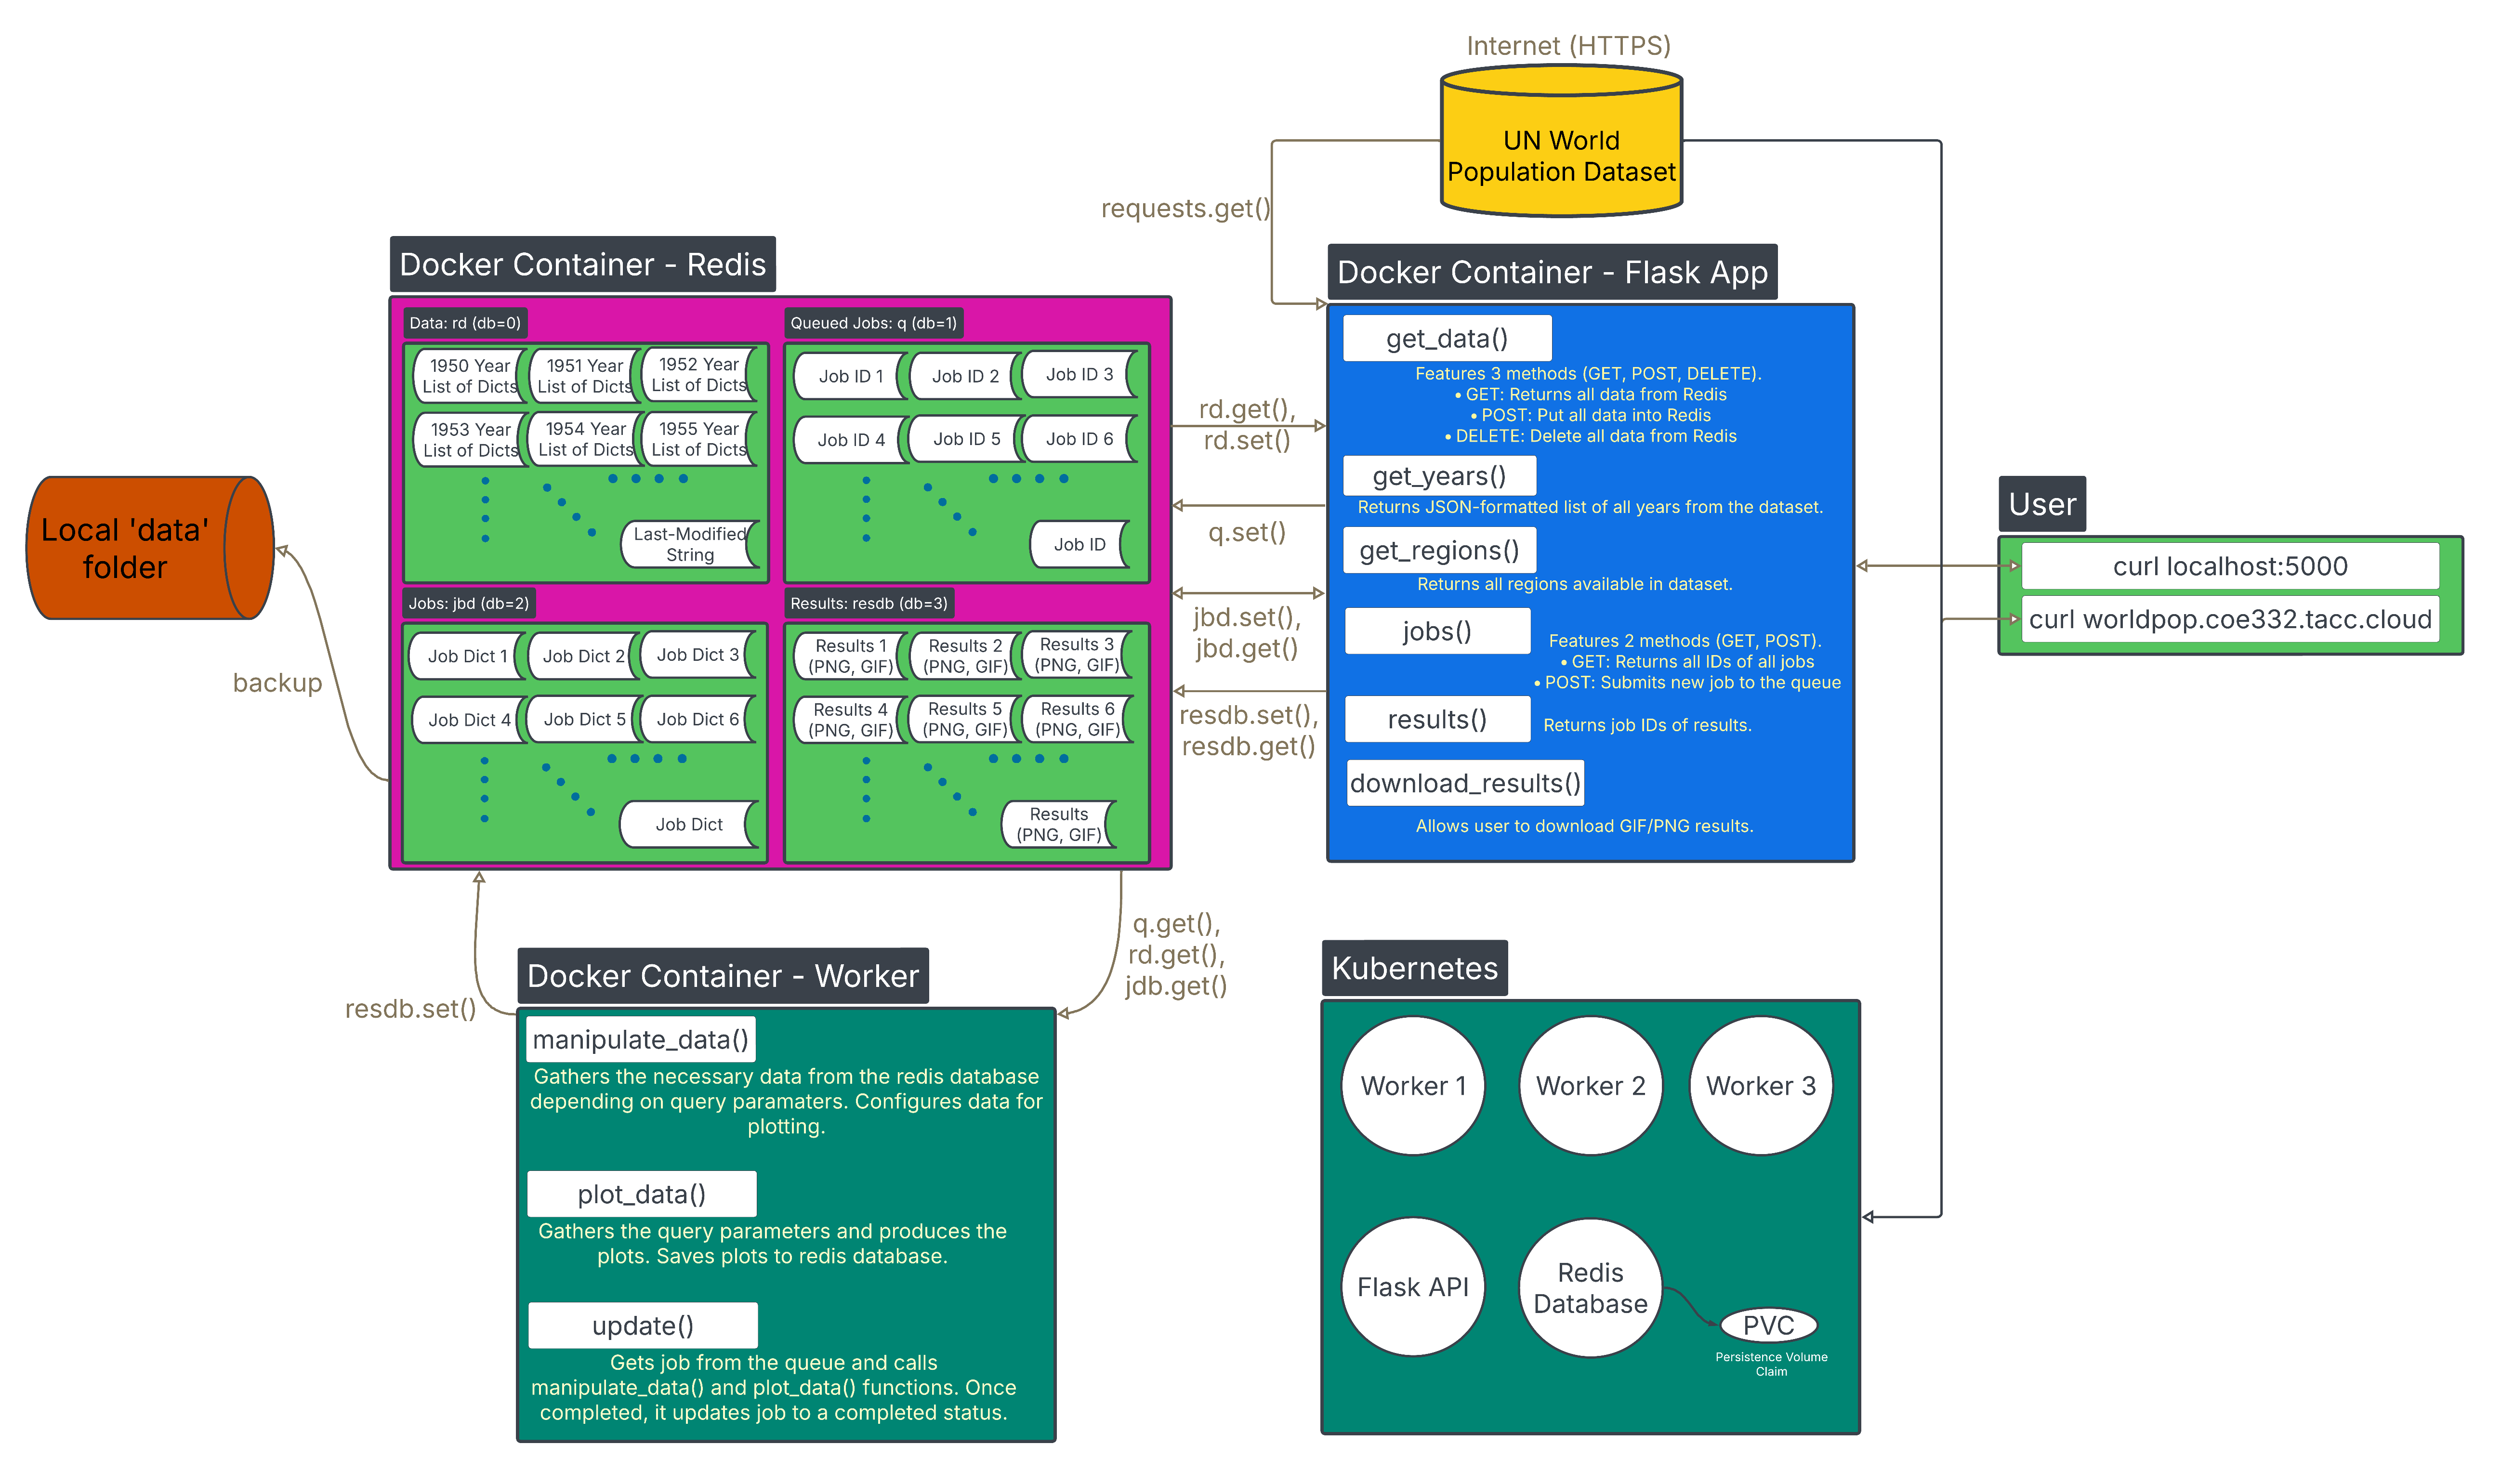 Internet (HTTPS)
UN World
Population Dataset
requests.get()
Docker Container - Redis
Data: rd (db=0)
1950 Year
List of Dicts
1951 Year
List of Dicts
1952 Year
List of Dicts
1953 Year
List of Dicts
1954 Year
List of Dicts
1955 Year
List of Dicts
Last-Modified
String
Queued Jobs: q (db=1)
Job ID 1
Job ID 2
Job ID 3
Job ID 4
Job ID 5
Job ID 6
Job ID
Jobs: jbd (db=2)
Job Dict 1
Job Dict 2
Job Dict 3
Job Dict 4
Job Dict 5
Job Dict 6
Job Dict
Results: resdb (db=3)
Results 1
(PNG, GIF)
Results 2
(PNG, GIF)
Results 3
(PNG, GIF)
Results 4
(PNG, GIF)
Results 5
(PNG, GIF)
Results 6
(PNG, GIF)
Results
(PNG, GIF)
Local 'data'
folder
backup
rd.get(),
rd.set()
q.set()
jbd.set(),
jbd.get()
resdb.set(),
resdb.get()
Docker Container - Flask App
get_data()
Features 3 methods (GET, POST, DELETE).
• GET: Returns all data from Redis
• POST: Put all data into Redis
• DELETE: Delete all data from Redis
get_years()
Returns JSON-formatted list of all years from the dataset.
get_regions()
Returns all regions available in dataset.
jobs()
Features 2 methods (GET, POST).
• GET: Returns all IDs of all jobs
• POST: Submits new job to the queue
results()
Returns job IDs of results.
download_results()
Allows user to download GIF/PNG results.
User
curl localhost:5000
curl worldpop.coe332.tacc.cloud
resdb.set()
q.get(),
rd.get(),
jdb.get()
Docker Container - Worker
manipulate_data()
Gathers the necessary data from the redis database
depending on query paramaters. Configures data for
plotting.
plot_data()
Gathers the query parameters and produces the
plots. Saves plots to redis database.
update()
Gets job from the queue and calls
manipulate_data() and plot_data() functions. Once
completed, it updates job to a completed status.
Kubernetes
Worker 1
Worker 2
Worker 3
Flask API
Redis
Database
PVC
Persistence Volume
Claim